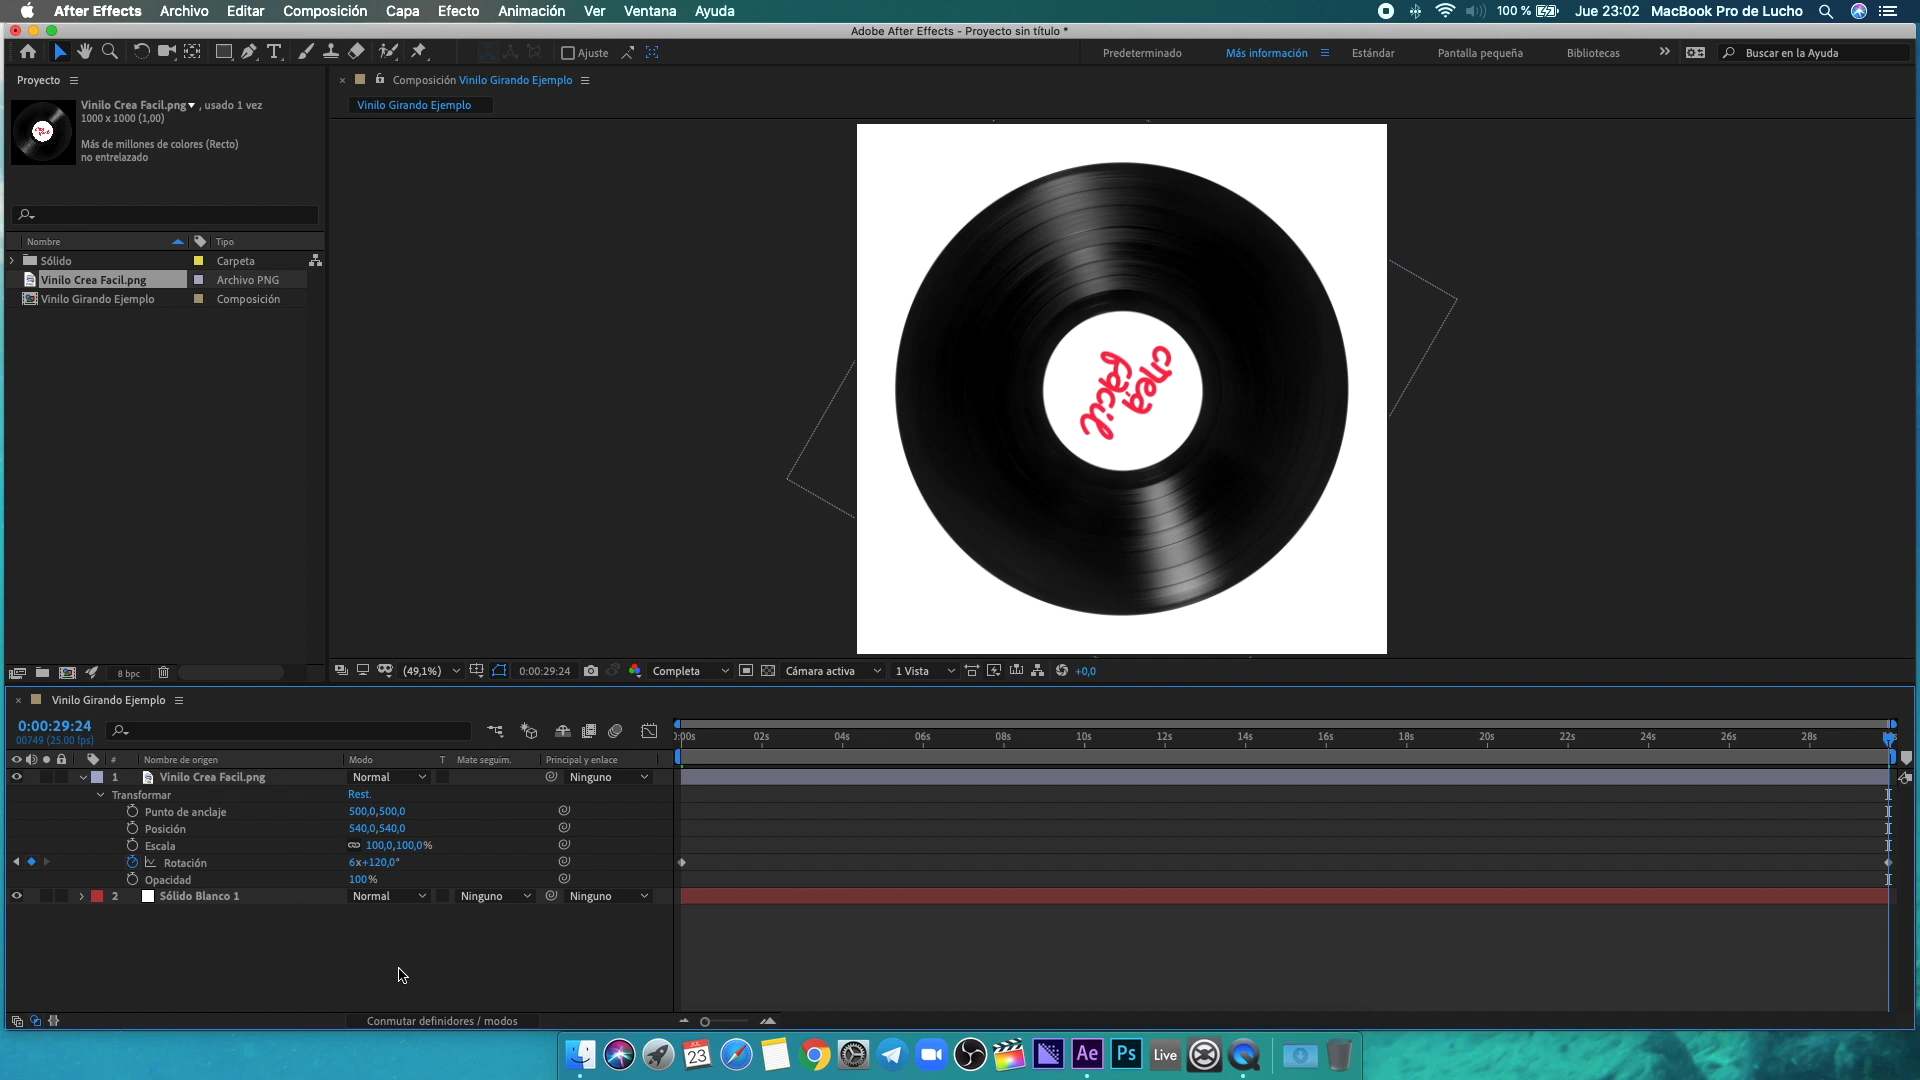 After Effects Archivo Editar Composición Capa Efecto Animación Ver Ventana Ayuda 100 % Jue 23:02 MacBook Pro de Lucho
Adobe After Effects - Proyecto sin título *
Ajuste Predeterminado Más información Estándar Pantalla pequeña Bibliotecas Buscar en la Ayuda
Proyecto
Composición Vinilo Girando Ejemplo
Vinilo Girando Ejemplo
Vinilo Crea Facil.png , usado 1 vez
1000 x 1000 (1,00)
Más de millones de colores (Recto)
no entrelazado
Nombre Tipo
Sólido Carpeta
Vinilo Crea Facil.png Archivo PNG
Vinilo Girando Ejemplo Composición
crea
facil
8 bpc
(49,1%) 0:00:29:24 Completa Cámara activa 1 Vista +0,0
Vinilo Girando Ejemplo
0:00:29:24
00749 (25.00 fps)
:00s 02s 04s 06s 08s 10s 12s 14s 16s 18s 20s 22s 24s 26s 28s
# Nombre de origen Modo T Mate seguim. Principal y enlace
1 Vinilo Crea Facil.png Normal Ninguno
Transformar Rest.
Punto de anclaje 500,0,500,0
Posición 540,0,540,0
Escala 100,0,100,0%
Rotación 6x+120,0°
Opacidad 100%
2 Sólido Blanco 1 Normal Ninguno Ninguno
Conmutar definidores / modos
JUL
23
Ae
Ps
Live